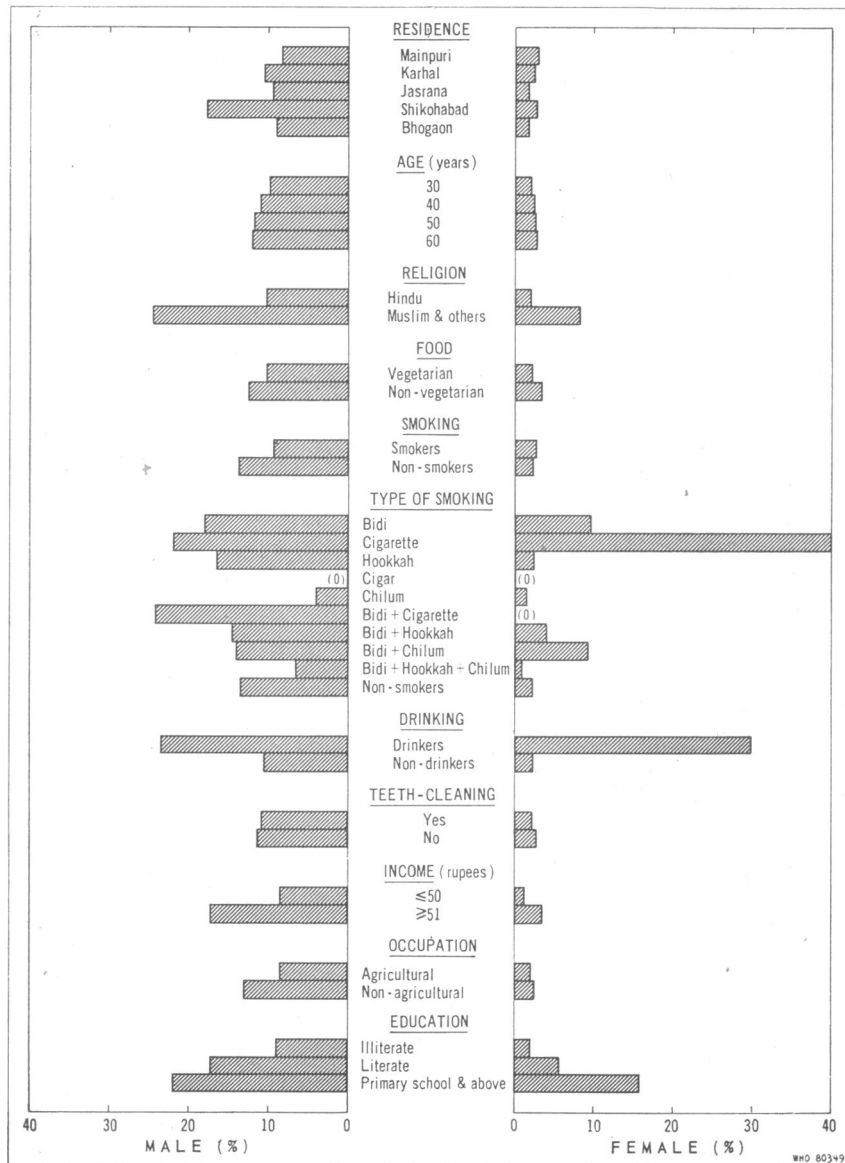 RESIDENCE
Mainpuri
Karhal
Jasrana
Shikohabad
Bhogaon
AGE (years)
30
40
50
60
RELIGION
Hindu
Muslim & others
FOOD
Vegetarian
Non-vegetarian
SMOKING
Smokers
Non-smokers
TYPE OF SMOKING
Bidi
Cigarette
Hookkah
(0) Cigar (0)
Chilum
Bidi + Cigarette (0)
Bidi + Hookkah
Bidi + Chilum
Bidi + Hookkah + Chilum
Non-smokers
DRINKING
Drinkers
Non-drinkers
TEETH-CLEANING
Yes
No
INCOME (rupees)
≤50
≥51
OCCUPATION
Agricultural
Non-agricultural
EDUCATION
Illiterate
Literate
Primary school & above
40 30 20 10 0 0 10 20 30 40
MALE (%) FEMALE (%)
WHO 80349